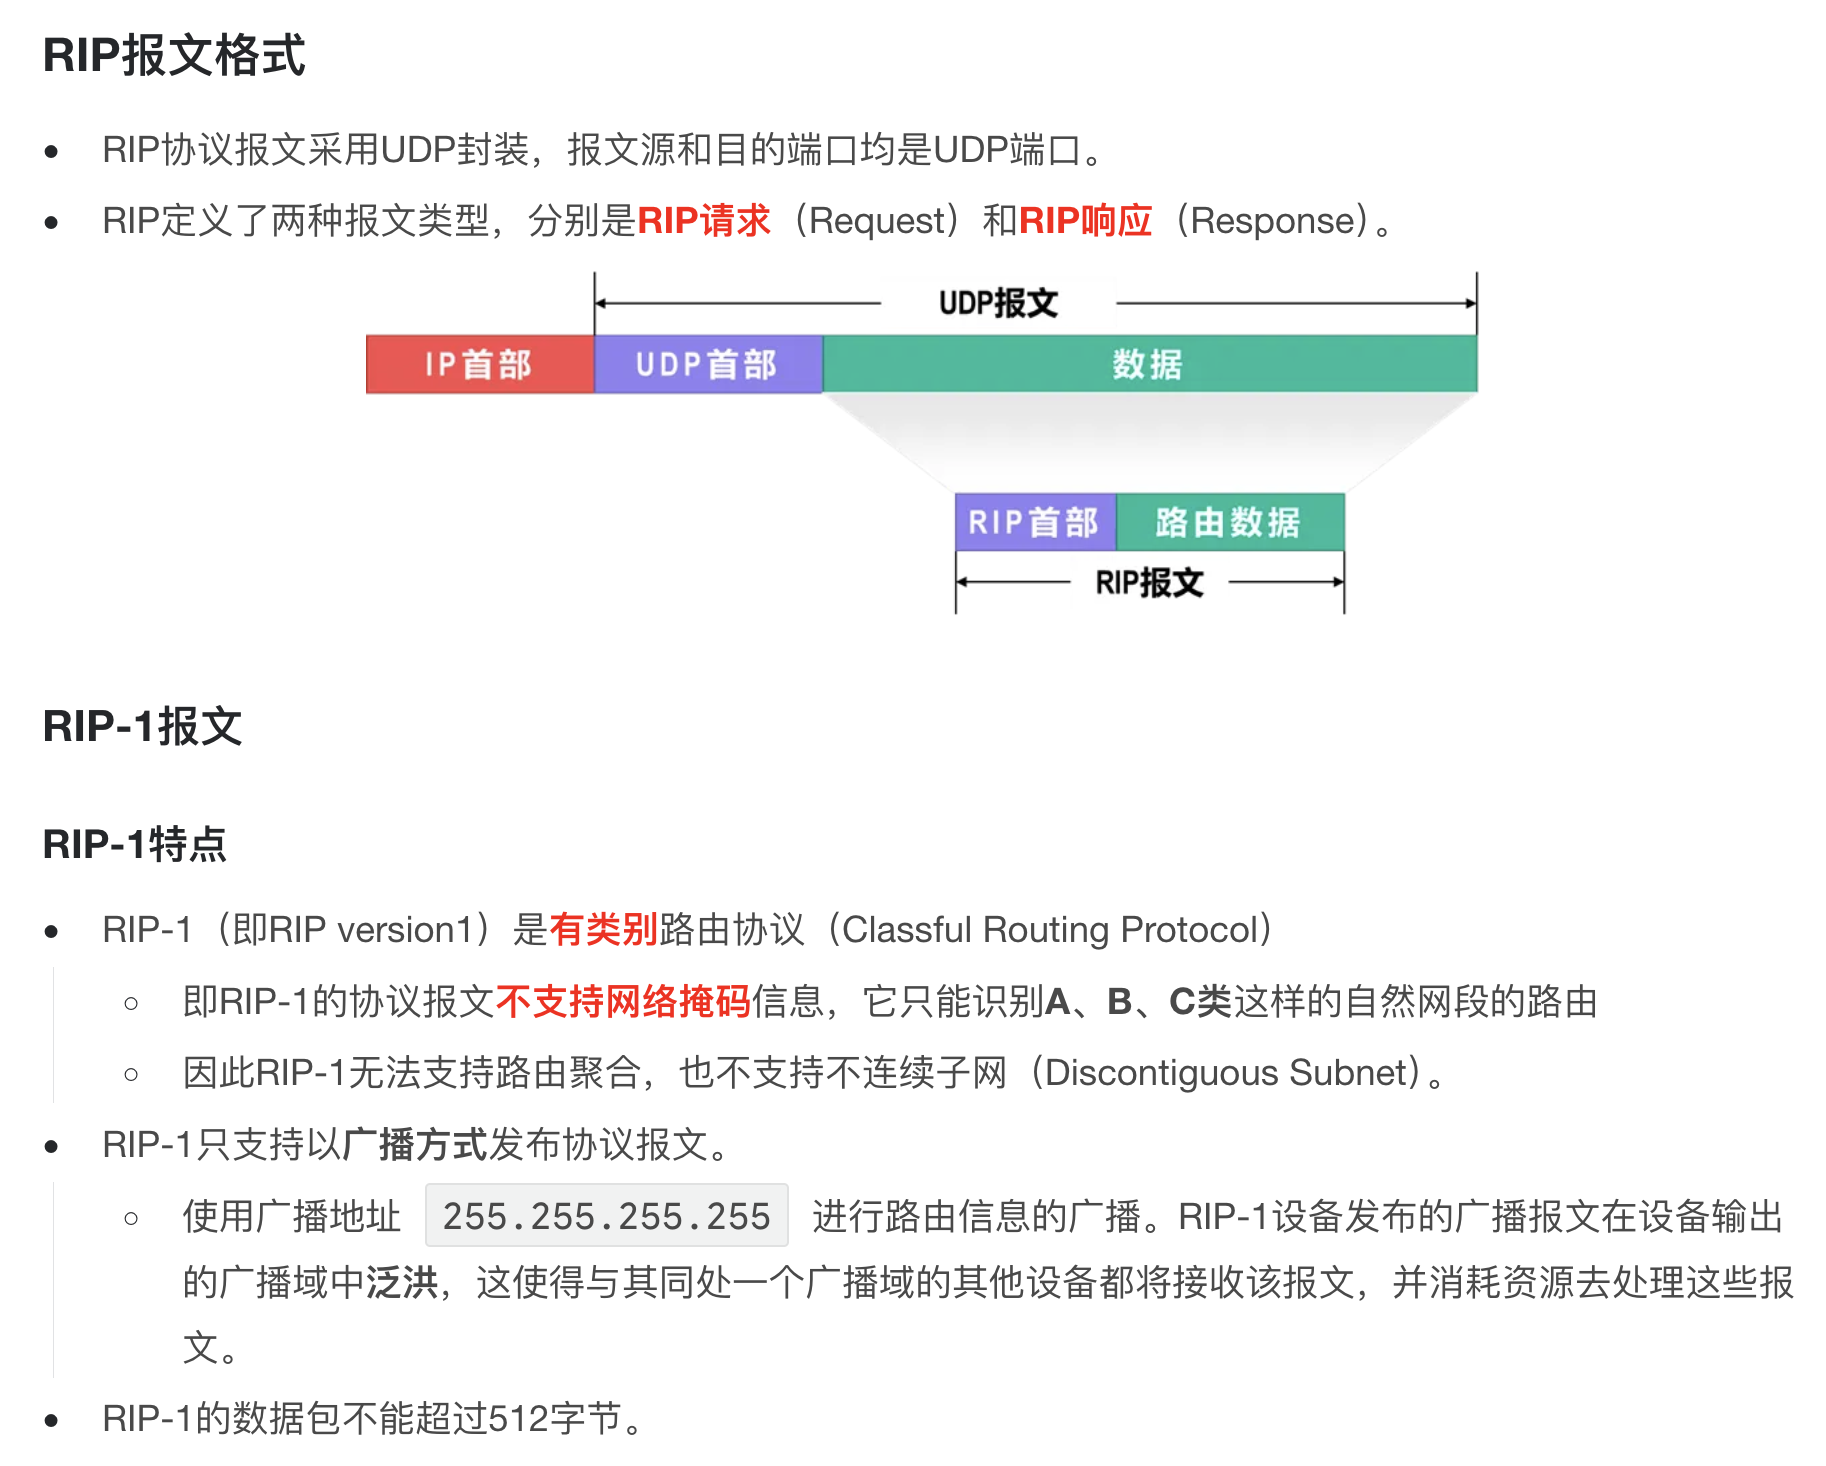 RIP报文格式
RIP协议报文采用UDP封装，报文源和目的端口均是UDP端口。
RIP定义了两种报文类型，分别是RIP请求（Request）和RIP响应（Response）。
UDP报文
IP首部 UDP首部 数据
RIP首部 路由数据
RIP报文
RIP-1报文
RIP-1特点
RIP-1（即RIP version1）是有类别路由协议（Classful Routing Protocol）
即RIP-1的协议报文不支持网络掩码信息，它只能识别A、B、C类这样的自然网段的路由
因此RIP-1无法支持路由聚合，也不支持不连续子网（Discontiguous Subnet）。
RIP-1只支持以广播方式发布协议报文。
使用广播地址 255.255.255.255 进行路由信息的广播。RIP-1设备发布的广播报文在设备输出
的广播域中泛洪，这使得与其同处一个广播域的其他设备都将接收该报文，并消耗资源去处理这些报
文。
RIP-1的数据包不能超过512字节。